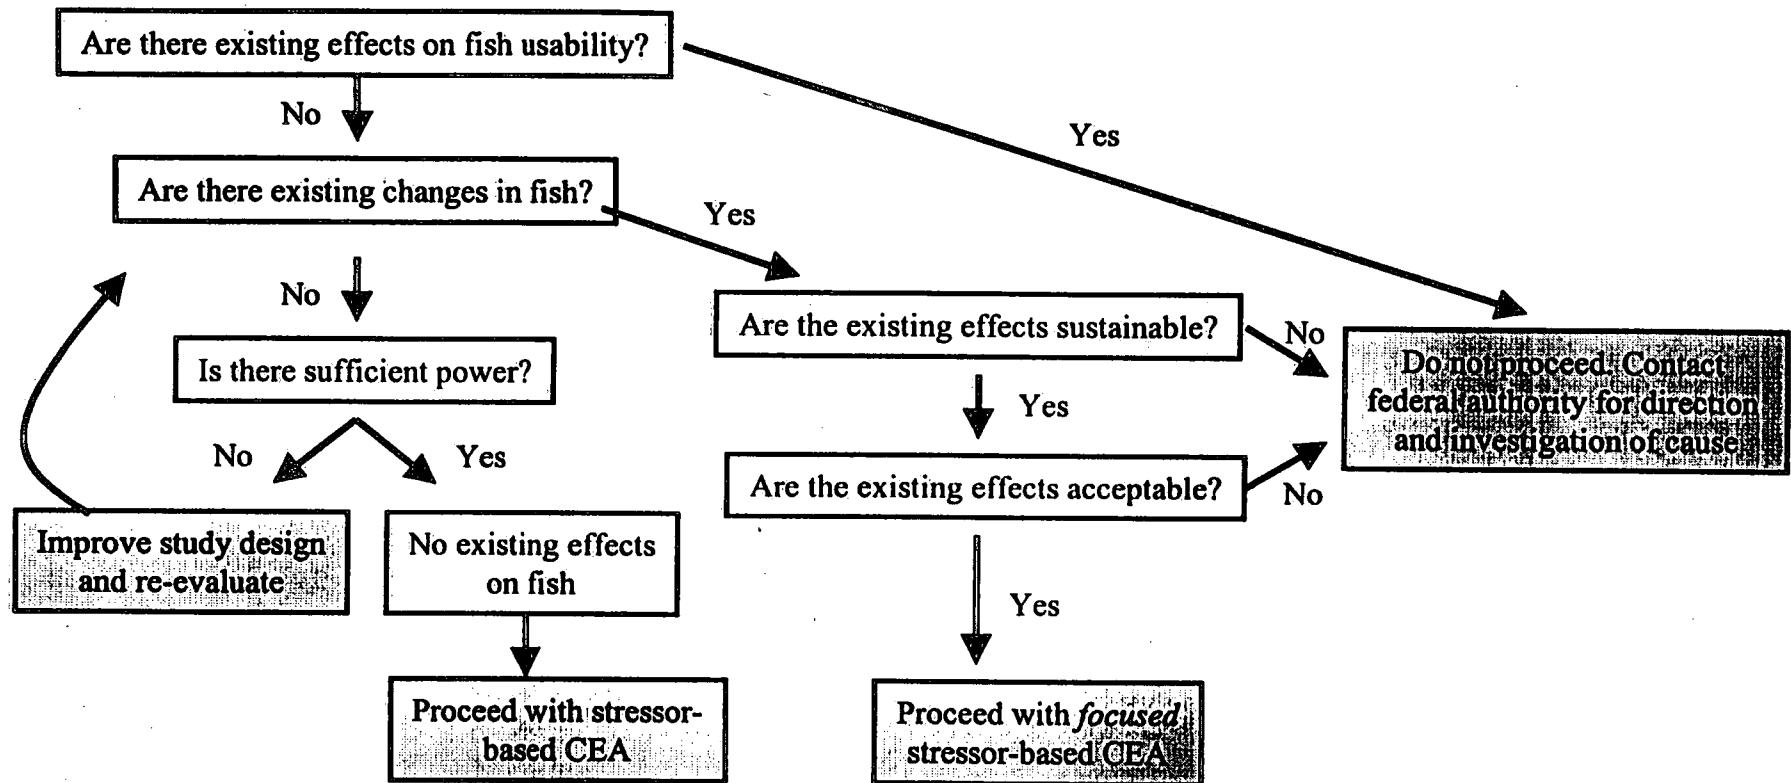 Are there existing effects on fish usability?
No
Yes
Are there existing changes in fish?
Yes
No
Are the existing effects sustainable?
No
Is there sufficient power?
Do not proceed. Contact
federal authority for direction
and investigation of cause
Yes
No
Yes
Are the existing effects acceptable?
No
Improve study design
and re-evaluate
No existing effects
on fish
Yes
Proceed with stressor-
based CEA
Proceed with focused
stressor-based CEA